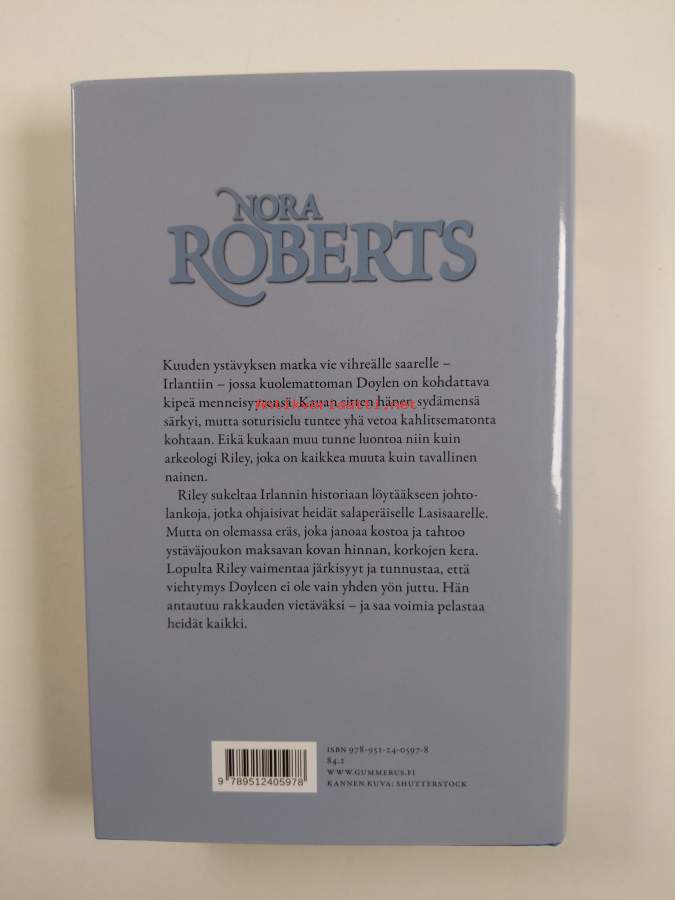 NORA
ROBERTS
Kuuden ystävyksen matka vie vihreälle saarelle –
Irlantiin – jossa kuolemattoman Doylen on kohdattava
kipeä menneisyytensä. Kauan sitten hänen sydämensä
antikvariaatti.net
särkyi, mutta soturisielu tuntee yhä vetoa kahlitsematonta
kohtaan. Eikä kukaan muu tunne luontoa niin kuin
arkeologi Riley, joka on kaikkea muuta kuin tavallinen
nainen.
Riley sukeltaa Irlannin historiaan löytääkseen johto-
lankoja, jotka ohjaisivat heidät salaperäiselle Lasisaarelle.
Mutta on olemassa eräs, joka janoaa kostoa ja tahtoo
ystäväjoukon maksavan kovan hinnan, korkojen kera.
Lopulta Riley vaimentaa järkisyyt ja tunnustaa, että
viehtymys Doyleen ei ole vain yhden yön juttu. Hän
antautuu rakkauden vietäväksi – ja saa voimia pelastaa
heidät kaikki.
ISBN 978-951-24-0597-8
84.2
WWW.GUMMERUS.FI
KANNEN KUVA: SHUTTERSTOCK
9 789512 405978